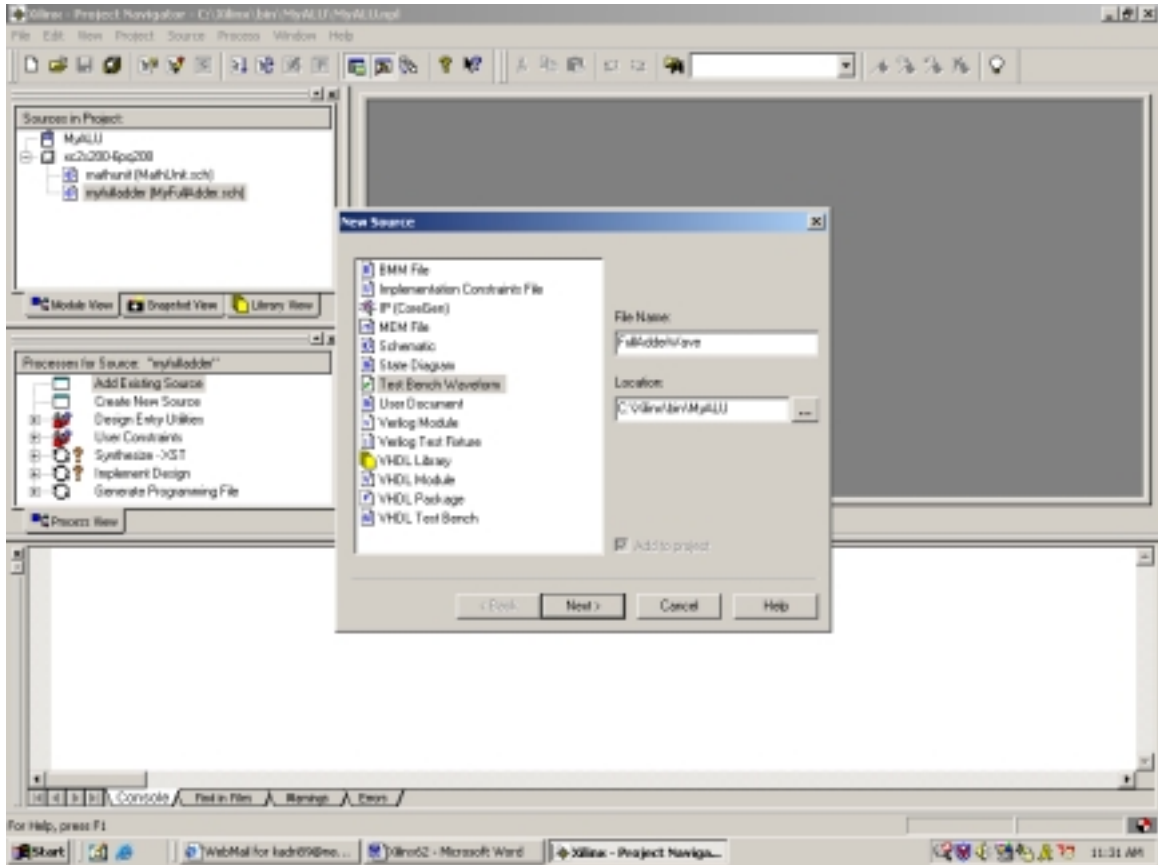 Xilinx - Project Navigator - C:\Xilinx\bin\MyALU\MyALU.npl
File Edit View Project Source Process Window Help
Sources in Project:
MyALU
xc2s200-6pq208
mathunit (MathUnit.sch)
myfulladder (MyFullAdder.sch)
Module View
Snapshot View
Library View
Processes for Source: "myfulladder"
Add Existing Source
Create New Source
Design Entry Utilities
User Constraints
Synthesize - XST
Implement Design
Generate Programming File
Process View
New Source
BMM File
Implementation Constraints File
IP (CoreGen)
MEM File
Schematic
State Diagram
Test Bench Waveform
User Document
Verilog Module
Verilog Test Fixture
VHDL Library
VHDL Module
VHDL Package
VHDL Test Bench
File Name:
FullAdderWave
Location:
C:\Xilinx\bin\MyALU
...
Add to project
< Back
Next >
Cancel
Help
Console
Find in Files
Warnings
Errors
For Help, press F1
Start
WebMail for
Xilinx62 - Microsoft Word
Xilinx - Project Naviga...
11:31 AM